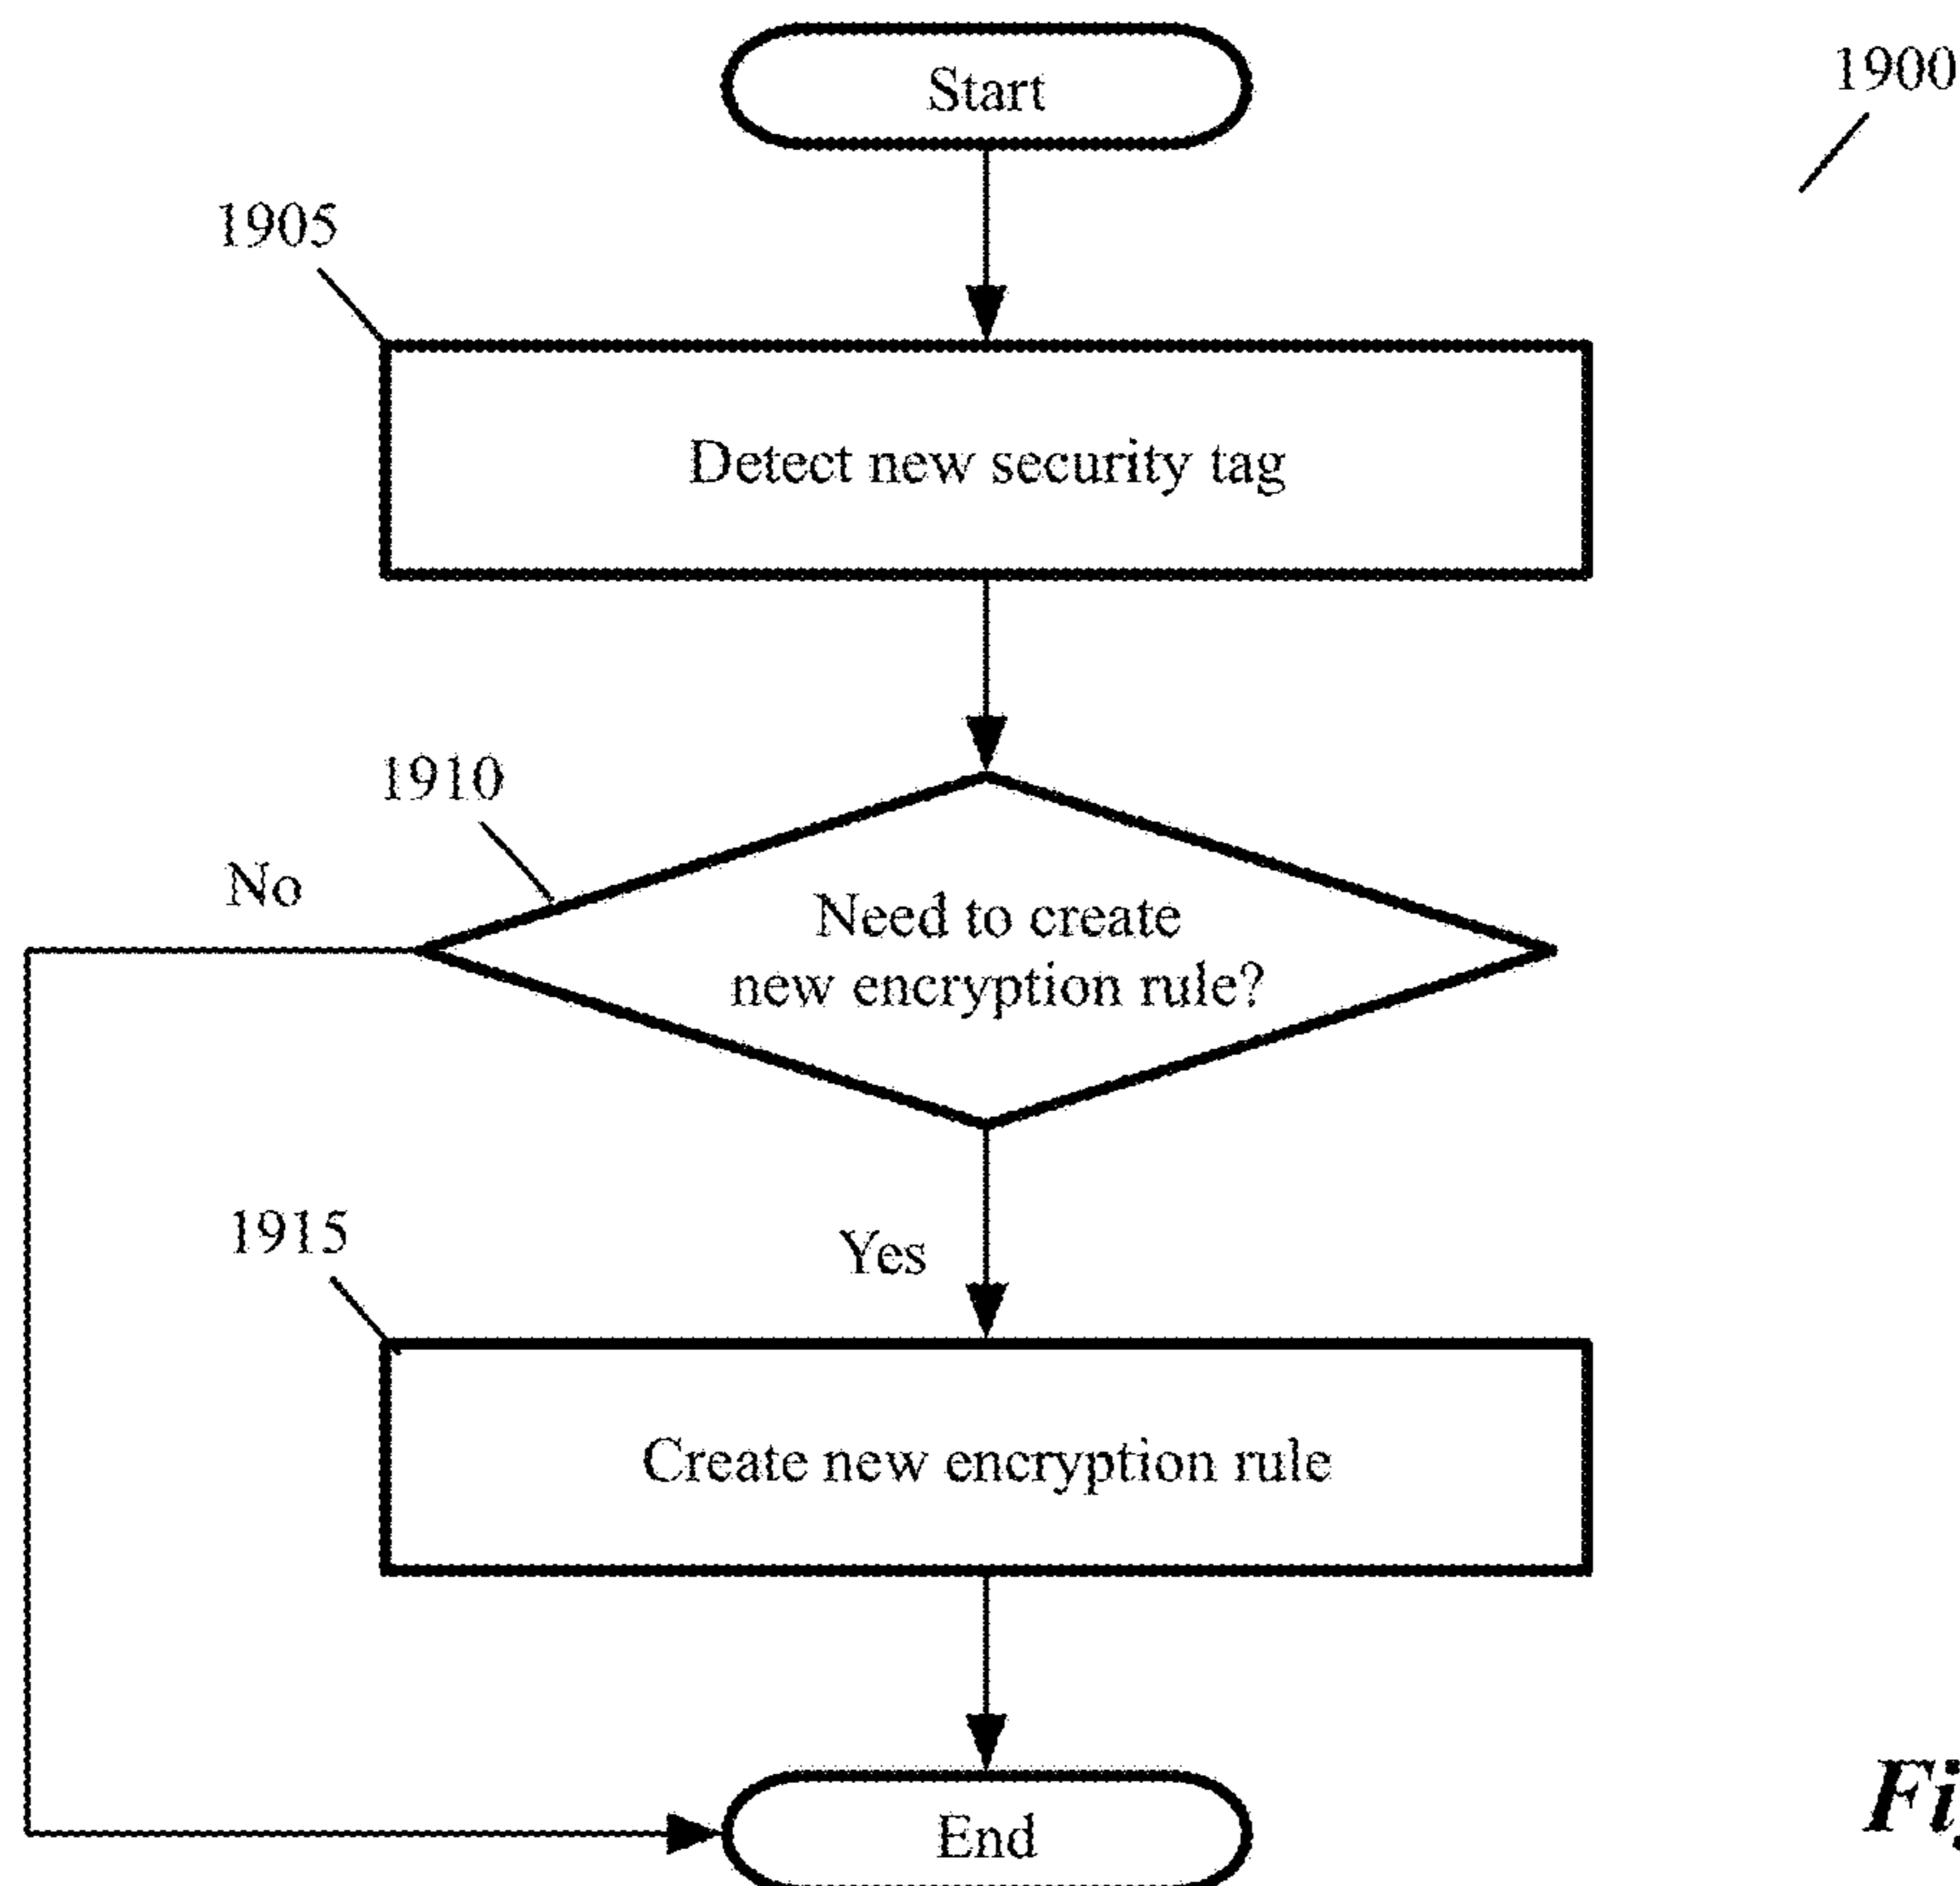 Start
1900
1905
Detect new security tag
1910
No
Need to create
new encryption rule?
Yes
1915
Create new encryption rule
End